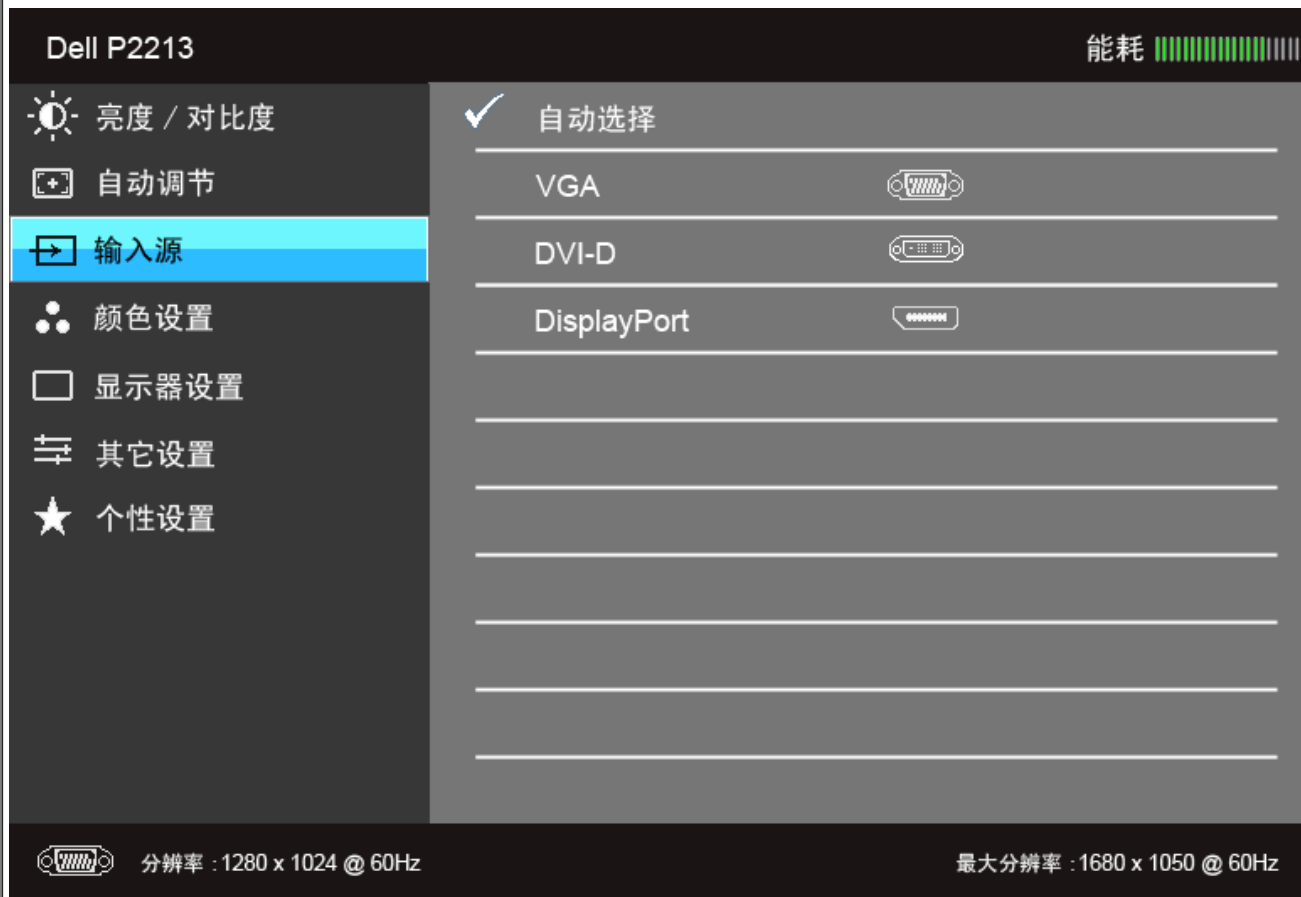 Dell P2213
能耗
亮度 / 对比度
自动调节
输入源
颜色设置
显示器设置
其它设置
个性设置
自动选择
VGA
DVI-D
DisplayPort
分辨率 :1280 x 1024 @ 60Hz
最大分辨率 :1680 x 1050 @ 60Hz